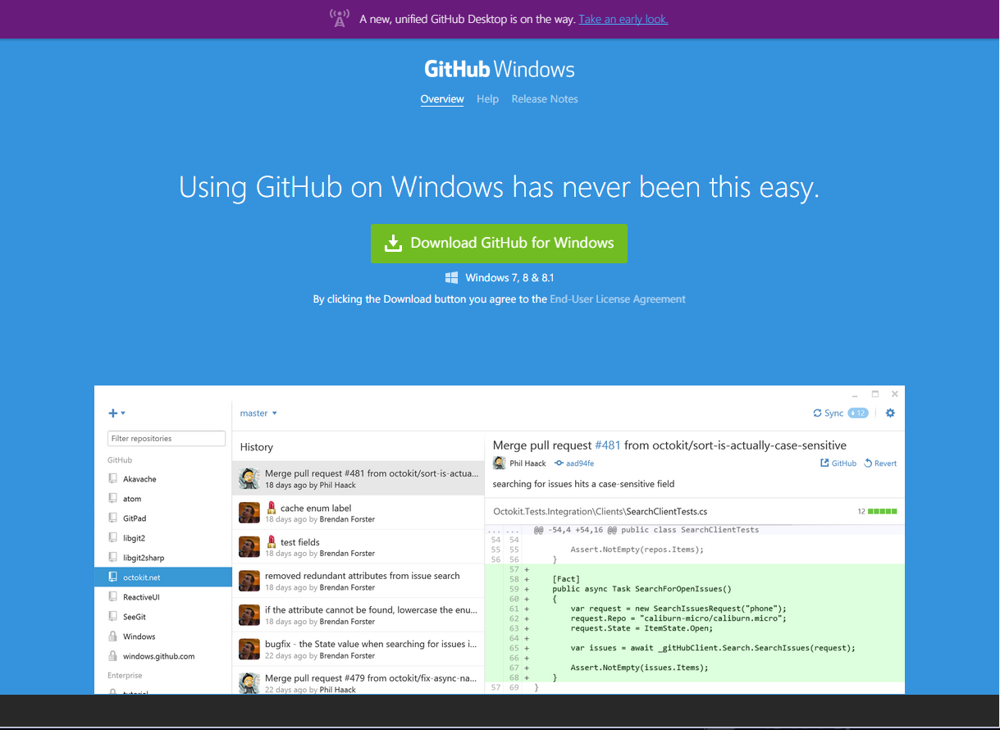 A new, unified GitHub Desktop is on the way. Take an early look.
GitHub Windows
Overview Help Release Notes
Using GitHub on Windows has never been this easy.
Download GitHub for Windows
Windows 7, 8 & 8.1
By clicking the Download button you agree to the End-User License Agreement
Filter repositories
GitHub
Akavache
atom
GitPad
libgit2
libgit2sharp
octokit.net
ReactiveUI
SeeGit
Windows
windows.github.com
Enterprise
tutorial
master
Sync +12
History
Merge pull request #481 from octokit/sort-is-actua...
18 days ago by Phil Haack
cache enum label
18 days ago by Brendan Forster
test fields
18 days ago by Brendan Forster
removed redundant attributes from issue search
18 days ago by Brendan Forster
if the attribute cannot be found, lowercase the enu...
18 days ago by Brendan Forster
bugfix - the State value when searching for issues i...
22 days ago by Brendan Forster
Merge pull request #479 from octokit/fix-async-na...
22 days ago by Phil Haack
Merge pull request #481 from octokit/sort-is-actually-case-sensitive
Phil Haack aad94fe GitHub Revert
searching for issues hits a case-sensitive field
Octokit.Tests.Integration\Clients\SearchClientTests.cs 12
... ... @@ -54,4 +54,16 @@ public class SearchClientTests
54 54
55 55 Assert.NotEmpty(repos.Items);
56 56 }
57 +
58 + [Fact]
59 + public async Task SearchForOpenIssues()
60 + {
61 + var request = new SearchIssuesRequest("phone");
62 + request.Repo = "caliburn-micro/caliburn.micro";
63 + request.State = ItemState.Open;
64 +
65 + var issues = await _gitHubClient.Search.SearchIssues(request);
66 +
67 + Assert.NotEmpty(issues.Items);
68 + }
57 69 }